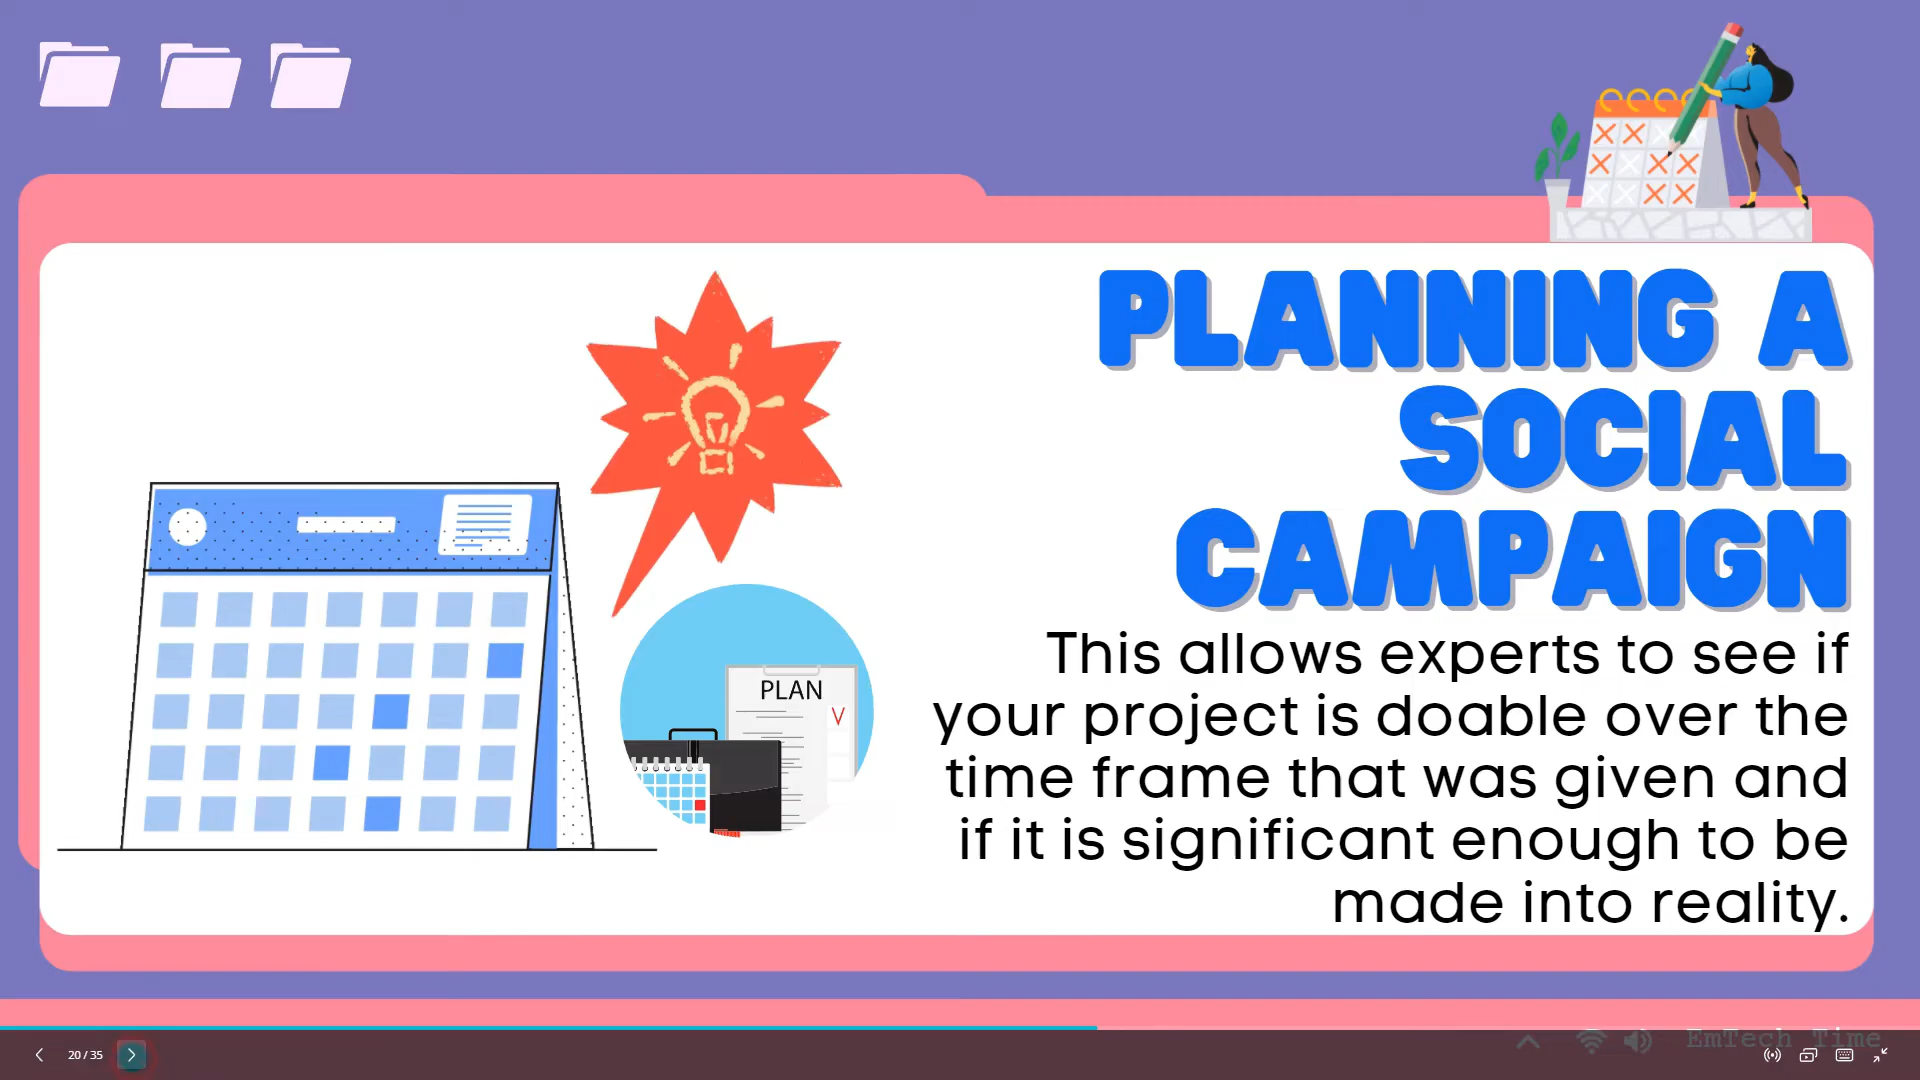 PLANNING A
SOCIAL
CAMPAIGN
This allows experts to see if
your project is doable over the
time frame that was given and
if it is significant enough to be
made into reality.
PLAN
V
20 / 35
EmTech Time